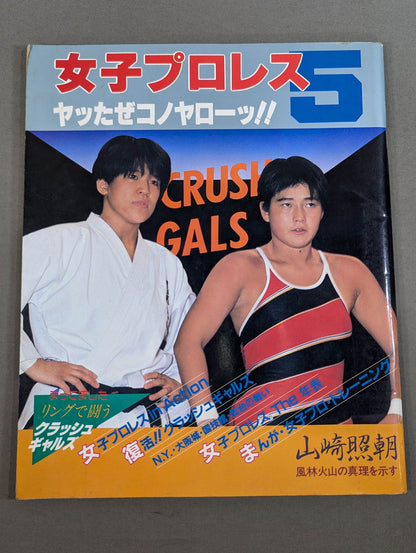 女子プロレス5
ヤッたぜコノヤローッ!!
CRUSH
GALS
リングで闘う
クラッシュ
ギャルズ
女子プロレス in Action
復活!!クラッシュギャルズ
女子プロレス The 年表
まんが・女子プロ・トレーニング
山崎照朝
風林火山の真理を示す